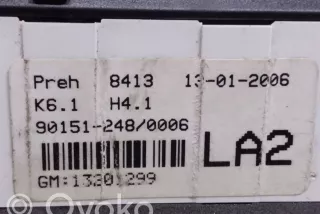 Preh 8413 13-01-2006
K6.1 H4.1
90151-248/0006
LA2
GM:13201299
© Ovoko